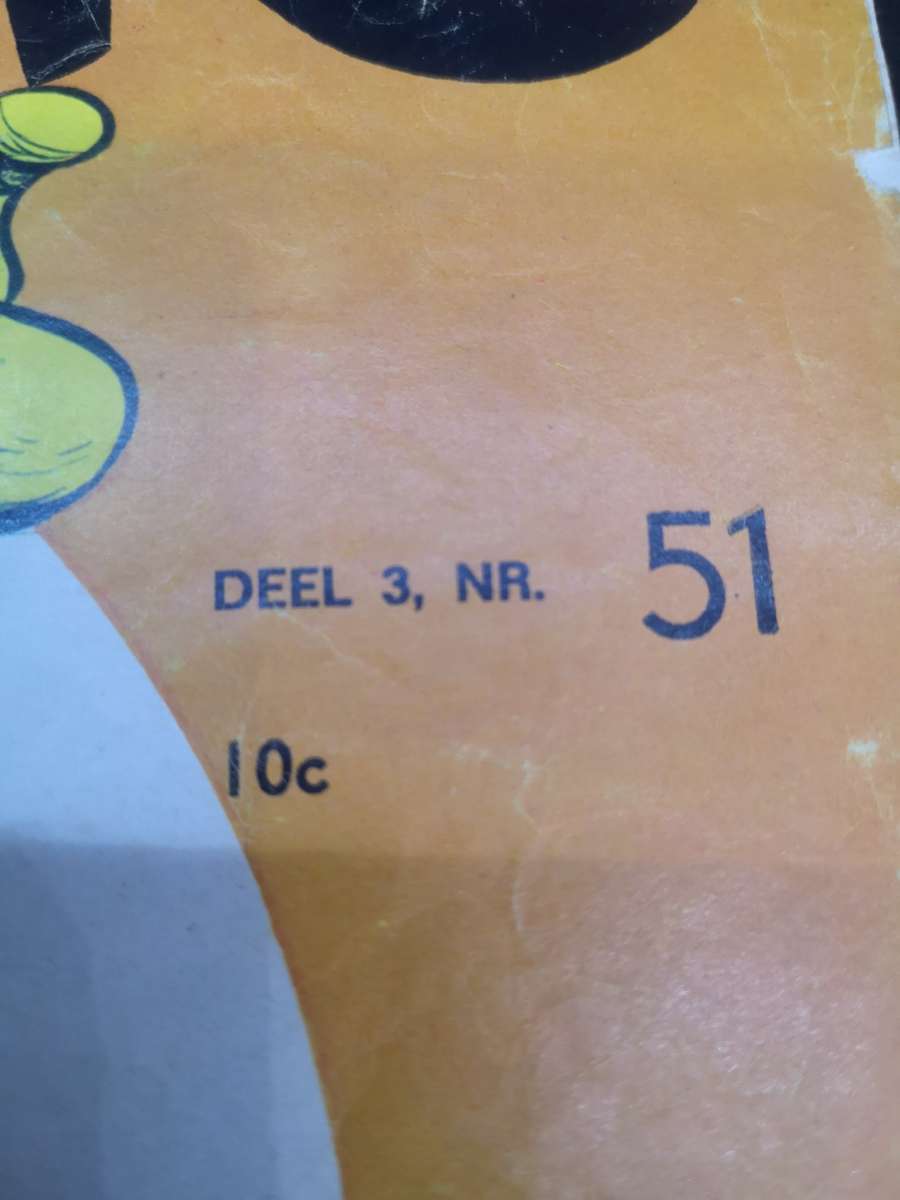 DEEL 3, NR. 51
10c